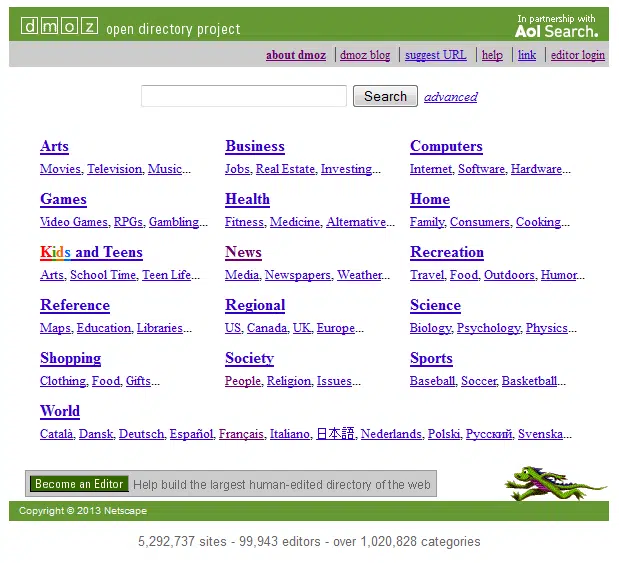 dmoz open directory project
In partnership with
Aol Search.
about dmoz | dmoz blog | suggest URL | help | link | editor login
Search advanced
Arts Business Computers
Movies, Television, Music... Jobs, Real Estate, Investing... Internet, Software, Hardware...
Games Health Home
Video Games, RPGs, Gambling... Fitness, Medicine, Alternative... Family, Consumers, Cooking...
Kids and Teens News Recreation
Arts, School Time, Teen Life... Media, Newspapers, Weather... Travel, Food, Outdoors, Humor...
Reference Regional Science
Maps, Education, Libraries... US, Canada, UK, Europe... Biology, Psychology, Physics...
Shopping Society Sports
Clothing, Food, Gifts... People, Religion, Issues... Baseball, Soccer, Basketball...
World
Català, Dansk, Deutsch, Español, Français, Italiano, 日本語, Nederlands, Polski, Русский, Svenska...
Become an Editor Help build the largest human-edited directory of the web
Copyright © 2013 Netscape
5,292,737 sites - 99,943 editors - over 1,020,828 categories